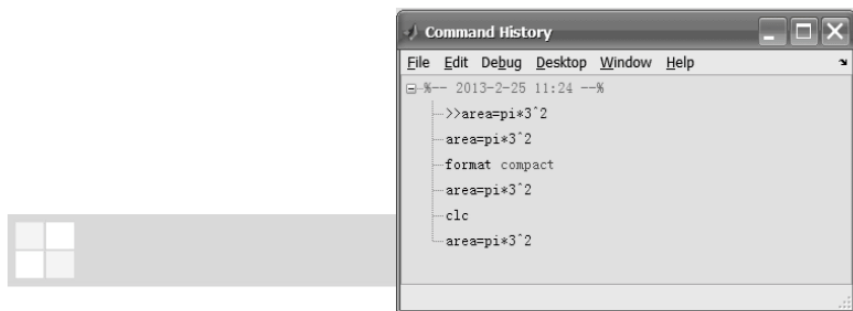 Command History
File Edit Debug Desktop Window Help
%-- 2013-2-25 11:24 --%
>>area=pi*3^2
area=pi*3^2
format compact
area=pi*3^2
clc
area=pi*3^2